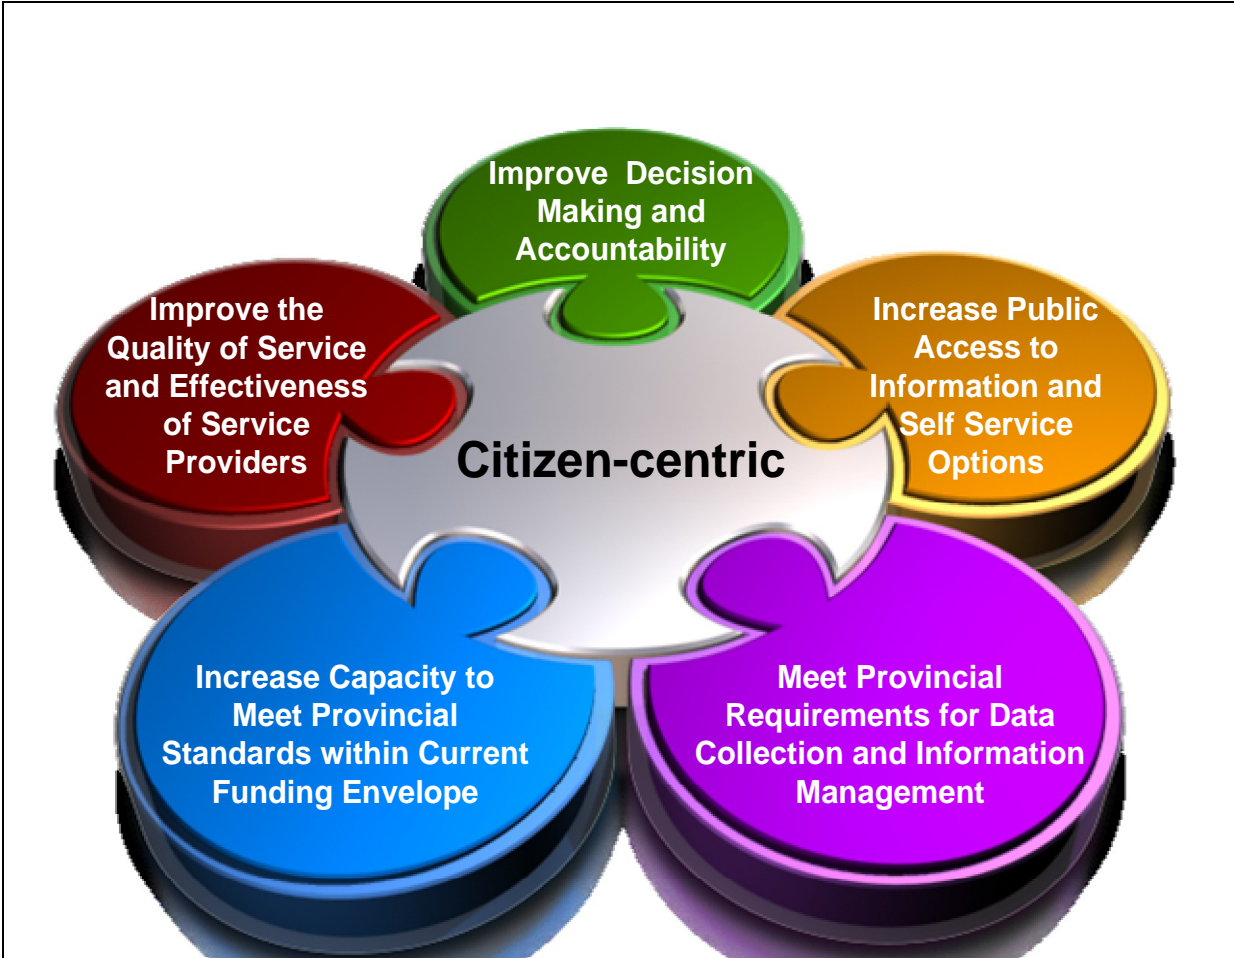 Improve  Decision
Making and
Accountability
Improve the
Quality of Service
and Effectiveness
of Service
Providers
Increase Public
Access to
Information and
Self Service
Options
Citizen-centric
Increase Capacity to
Meet Provincial
Standards within Current
Funding Envelope
Meet Provincial
Requirements for Data
Collection and Information
Management